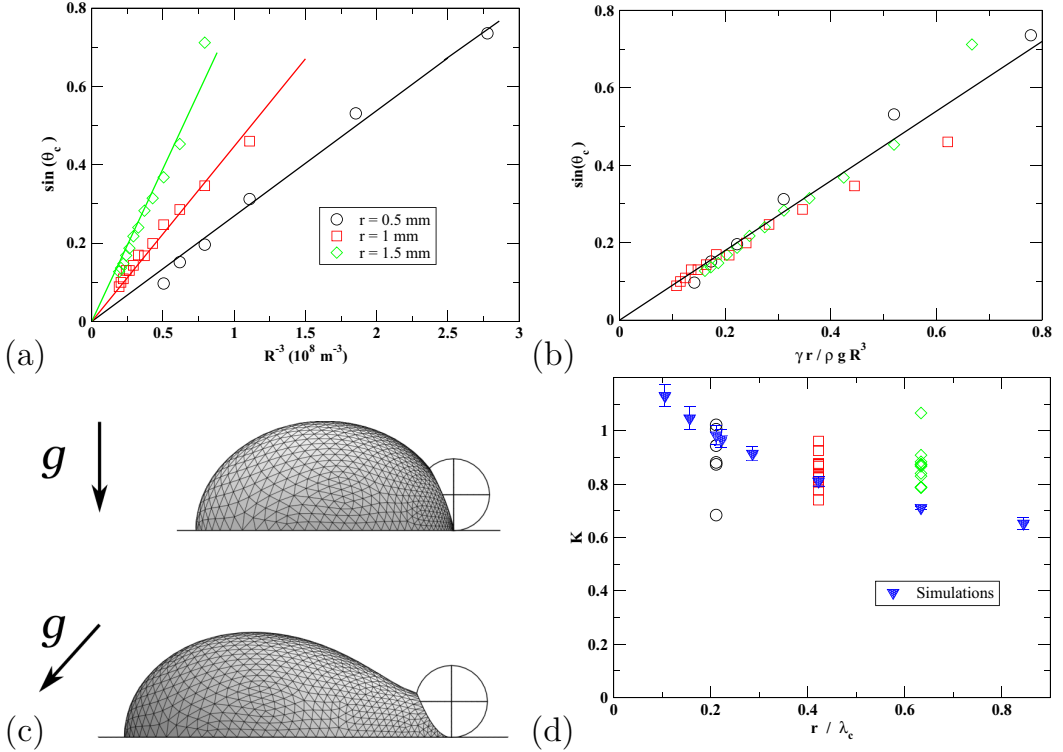 0.8
0.6
0.4
0.2
0
sin (θc)
0 0.5 1 1.5 2 2.5 3
R⁻³ (10⁸ m⁻³)
r = 0.5 mm
r = 1 mm
r = 1.5 mm
(a)
0.8
0.6
0.4
0.2
0
sin(θc)
0 0.2 0.4 0.6 0.8
γ r / ρ g R³
(b)
g
g
(c)
1
0.8
0.6
0.4
0.2
0
K
0 0.2 0.4 0.6 0.8
r / λc
Simulations
(d)